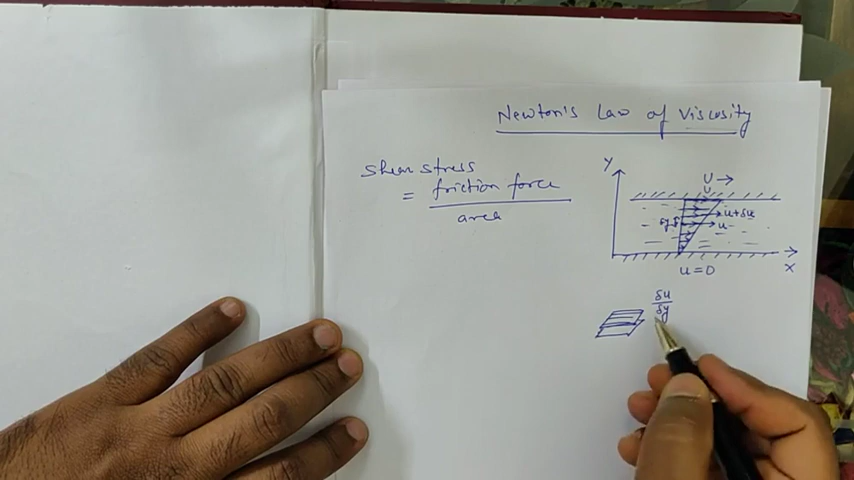 Newton's Law of Viscosity
shear stress
= friction force
area
Y
U →
u+δu
δy
u
X
u=0
δu
δy